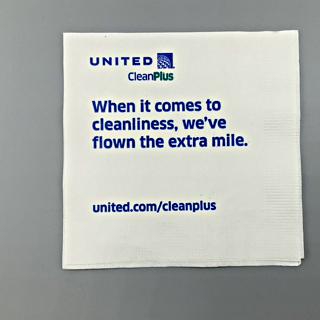 UNITED
CleanPlus
When it comes to
cleanliness, we've
flown the extra mile.
united.com/cleanplus